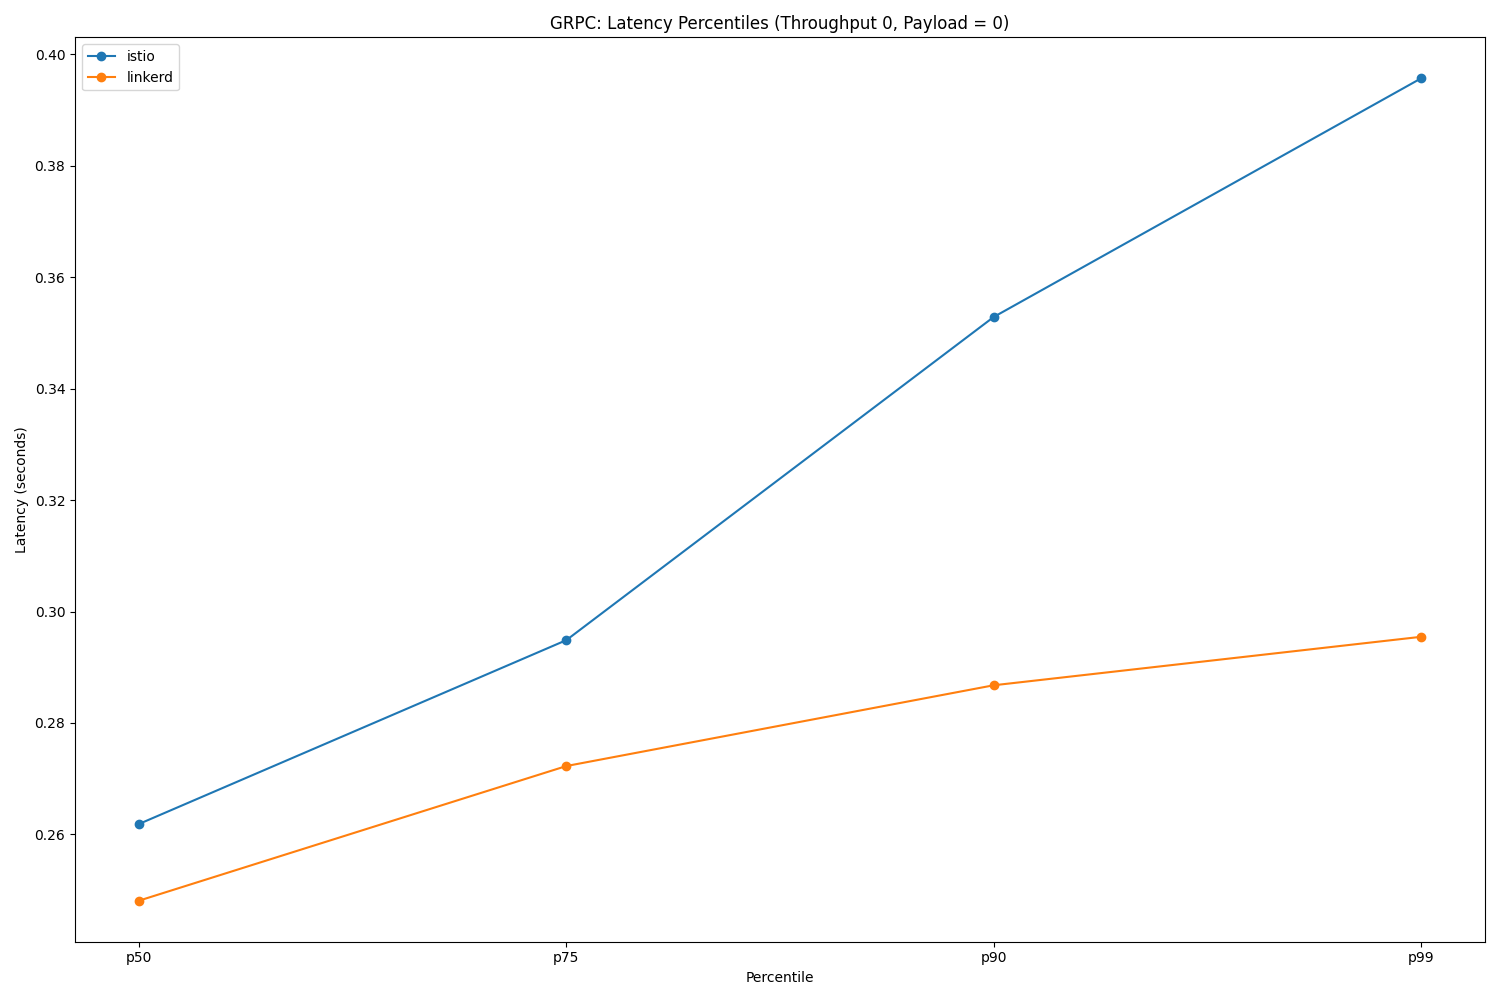 GRPC: Latency Percentiles (Throughput 0, Payload = 0)
istio
linkerd
Latency (seconds)
0.40
0.38
0.36
0.34
0.32
0.30
0.28
0.26
p50 p75 p90 p99
Percentile